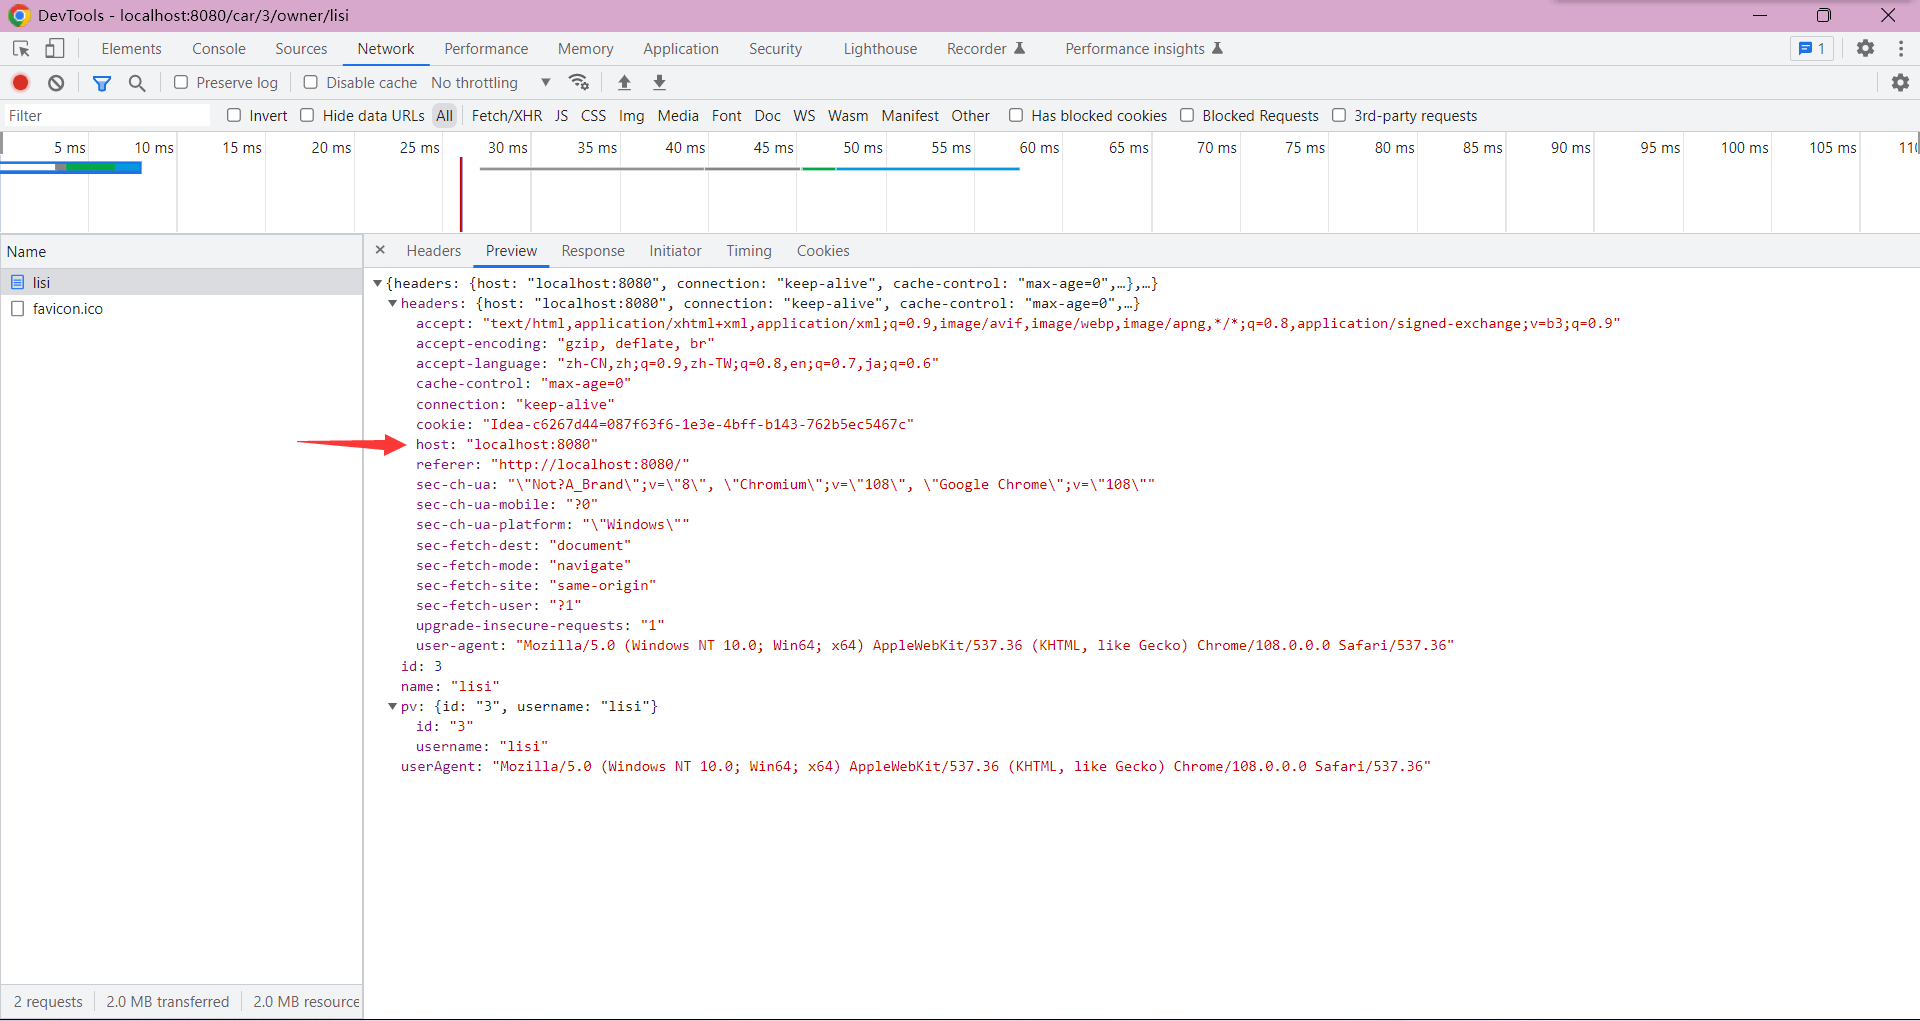 DevTools - localhost:8080/car/3/owner/lisi
Elements Console Sources Network Performance Memory Application Security Lighthouse Recorder Performance insights 1
Preserve log Disable cache No throttling
Filter Invert Hide data URLs All Fetch/XHR JS CSS Img Media Font Doc WS Wasm Manifest Other Has blocked cookies Blocked Requests 3rd-party requests
5 ms 10 ms 15 ms 20 ms 25 ms 30 ms 35 ms 40 ms 45 ms 50 ms 55 ms 60 ms 65 ms 70 ms 75 ms 80 ms 85 ms 90 ms 95 ms 100 ms 105 ms
Name
lisi
favicon.ico
Headers Preview Response Initiator Timing Cookies
{headers: {host: "localhost:8080", connection: "keep-alive", cache-control: "max-age=0",…},…}
headers: {host: "localhost:8080", connection: "keep-alive", cache-control: "max-age=0",…}
accept: "text/html,application/xhtml+xml,application/xml;q=0.9,image/avif,image/webp,image/apng,*/*;q=0.8,application/signed-exchange;v=b3;q=0.9"
accept-encoding: "gzip, deflate, br"
accept-language: "zh-CN,zh;q=0.9,zh-TW;q=0.8,en;q=0.7,ja;q=0.6"
cache-control: "max-age=0"
connection: "keep-alive"
cookie: "Idea-c6267d44=087f63f6-1e3e-4bff-b143-762b5ec5467c"
host: "localhost:8080"
referer: "http://localhost:8080/"
sec-ch-ua: "\"Not?A_Brand\";v=\"8\", \"Chromium\";v=\"108\", \"Google Chrome\";v=\"108\""
sec-ch-ua-mobile: "?0"
sec-ch-ua-platform: "\"Windows\""
sec-fetch-dest: "document"
sec-fetch-mode: "navigate"
sec-fetch-site: "same-origin"
sec-fetch-user: "?1"
upgrade-insecure-requests: "1"
user-agent: "Mozilla/5.0 (Windows NT 10.0; Win64; x64) AppleWebKit/537.36 (KHTML, like Gecko) Chrome/108.0.0.0 Safari/537.36"
id: 3
name: "lisi"
pv: {id: "3", username: "lisi"}
id: "3"
username: "lisi"
userAgent: "Mozilla/5.0 (Windows NT 10.0; Win64; x64) AppleWebKit/537.36 (KHTML, like Gecko) Chrome/108.0.0.0 Safari/537.36"
2 requests 2.0 MB transferred 2.0 MB resource